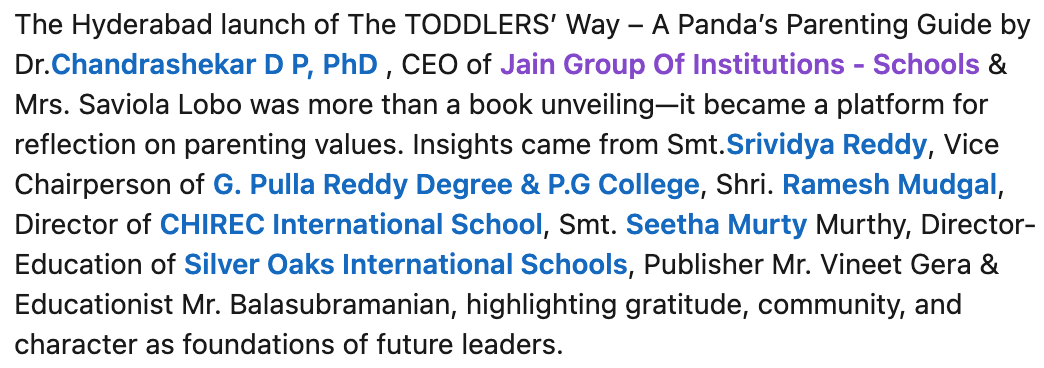 The Hyderabad launch of The TODDLERS’ Way – A Panda’s Parenting Guide by
Dr.Chandrashekar D P, PhD , CEO of Jain Group Of Institutions - Schools &
Mrs. Saviola Lobo was more than a book unveiling—it became a platform for
reflection on parenting values. Insights came from Smt.Srividya Reddy, Vice
Chairperson of G. Pulla Reddy Degree & P.G College, Shri. Ramesh Mudgal,
Director of CHIREC International School, Smt. Seetha Murty Murthy, Director-
Education of Silver Oaks International Schools, Publisher Mr. Vineet Gera &
Educationist Mr. Balasubramanian, highlighting gratitude, community, and
character as foundations of future leaders.